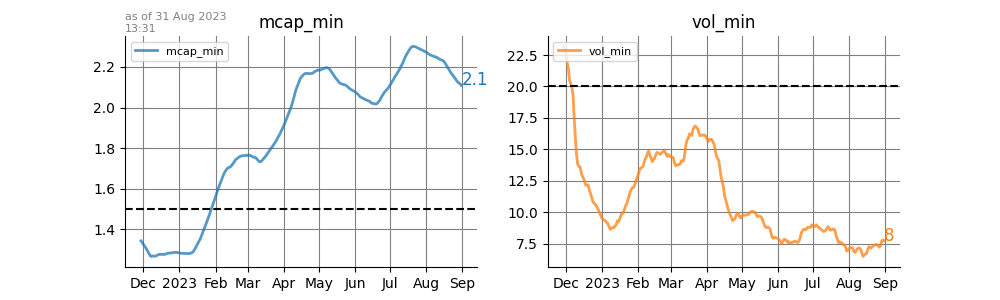 as of 31 Aug 2023
13:31
mcap_min
mcap_min
2.1
2.2
2.0
1.8
1.6
1.4
Dec 2023 Feb Mar Apr May Jun Jul Aug Sep
vol_min
vol_min
8
22.5
20.0
17.5
15.0
12.5
10.0
7.5
Dec 2023 Feb Mar Apr May Jun Jul Aug Sep